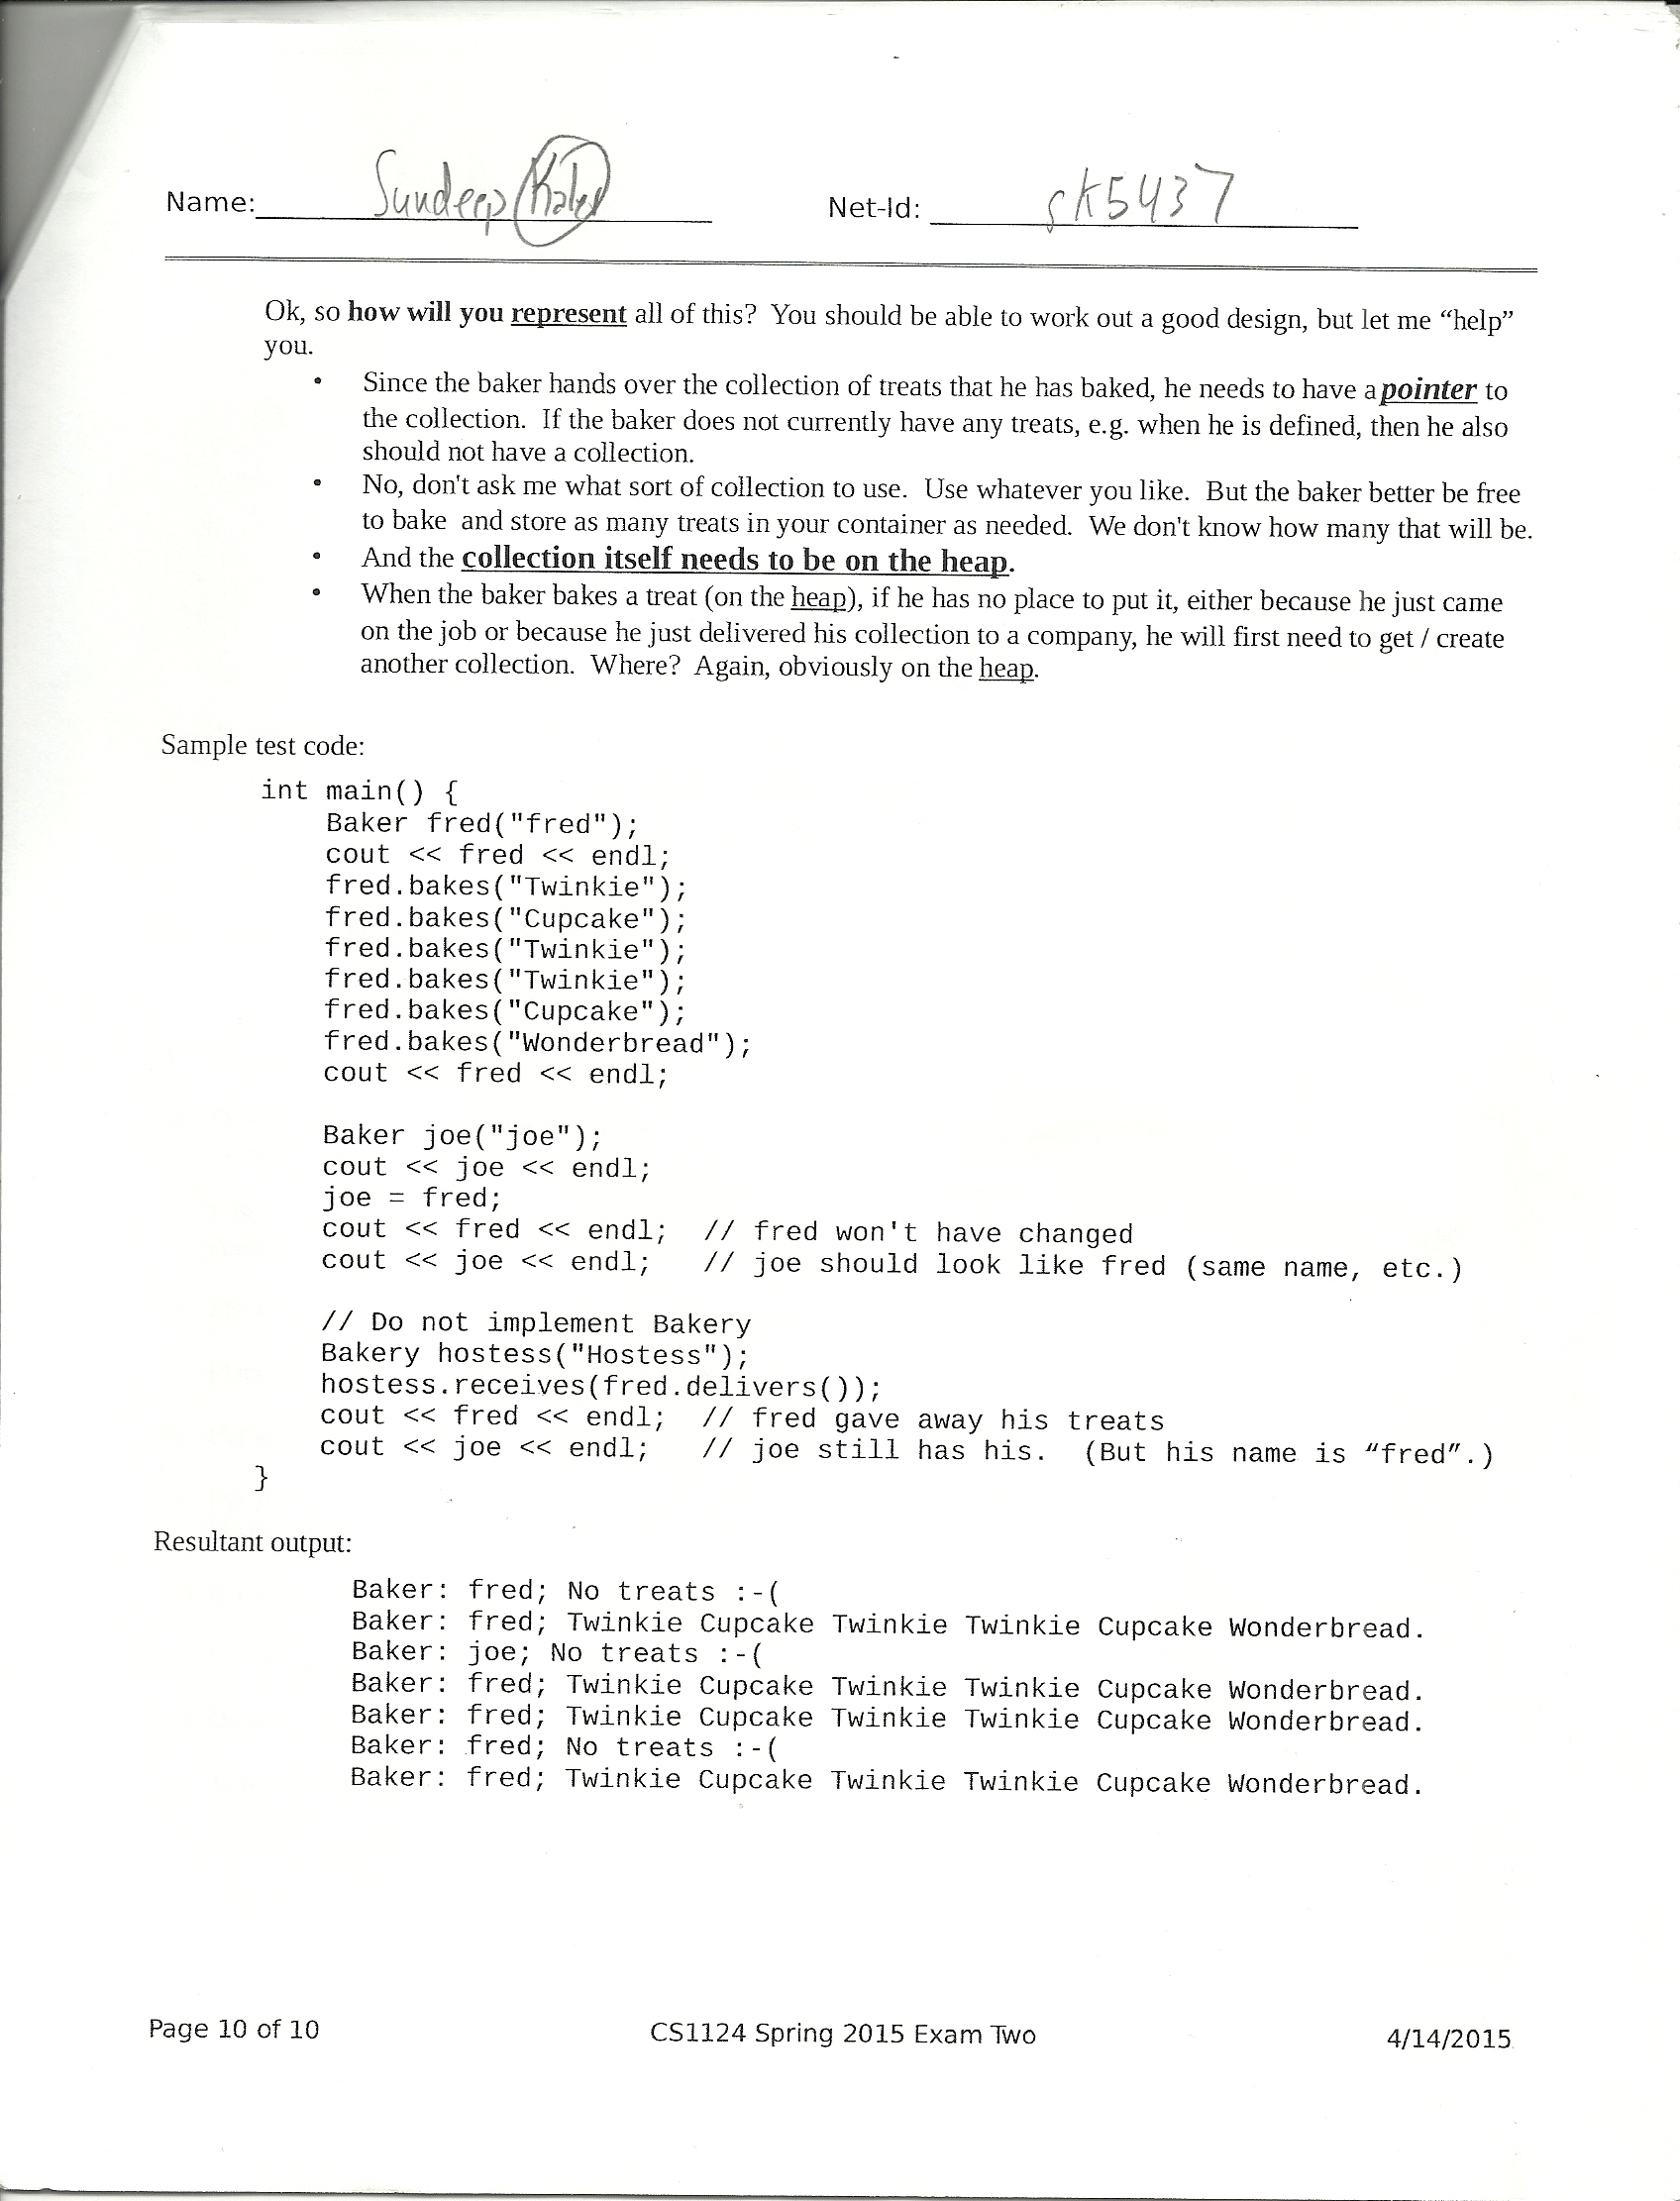 Name: Sundeep Net-Id: sk5437
Ok, so how will you represent all of this? You should be able to work out a good design, but let me “help”
you.
• Since the baker hands over the collection of treats that he has baked, he needs to have a pointer to
the collection. If the baker does not currently have any treats, e.g. when he is defined, then he also
should not have a collection.
• No, don't ask me what sort of collection to use. Use whatever you like. But the baker better be free
to bake and store as many treats in your container as needed. We don't know how many that will be.
• And the collection itself needs to be on the heap.
• When the baker bakes a treat (on the heap), if he has no place to put it, either because he just came
on the job or because he just delivered his collection to a company, he will first need to get / create
another collection. Where? Again, obviously on the heap.
Sample test code:
int main() {
Baker fred("fred");
cout << fred << endl;
fred.bakes("Twinkie");
fred.bakes("Cupcake");
fred.bakes("Twinkie");
fred.bakes("Twinkie");
fred.bakes("Cupcake");
fred.bakes("Wonderbread");
cout << fred << endl;
Baker joe("joe");
cout << joe << endl;
joe = fred;
cout << fred << endl; // fred won't have changed
cout << joe << endl; // joe should look like fred (same name, etc.)
// Do not implement Bakery
Bakery hostess("Hostess");
hostess.receives(fred.delivers());
cout << fred << endl; // fred gave away his treats
cout << joe << endl; // joe still has his. (But his name is “fred”.)
}
Resultant output:
Baker: fred; No treats :-(
Baker: fred; Twinkie Cupcake Twinkie Twinkie Cupcake Wonderbread.
Baker: joe; No treats :-(
Baker: fred; Twinkie Cupcake Twinkie Twinkie Cupcake Wonderbread.
Baker: fred; Twinkie Cupcake Twinkie Twinkie Cupcake Wonderbread.
Baker: fred; No treats :-(
Baker: fred; Twinkie Cupcake Twinkie Twinkie Cupcake Wonderbread.
Page 10 of 10 CS1124 Spring 2015 Exam Two 4/14/2015